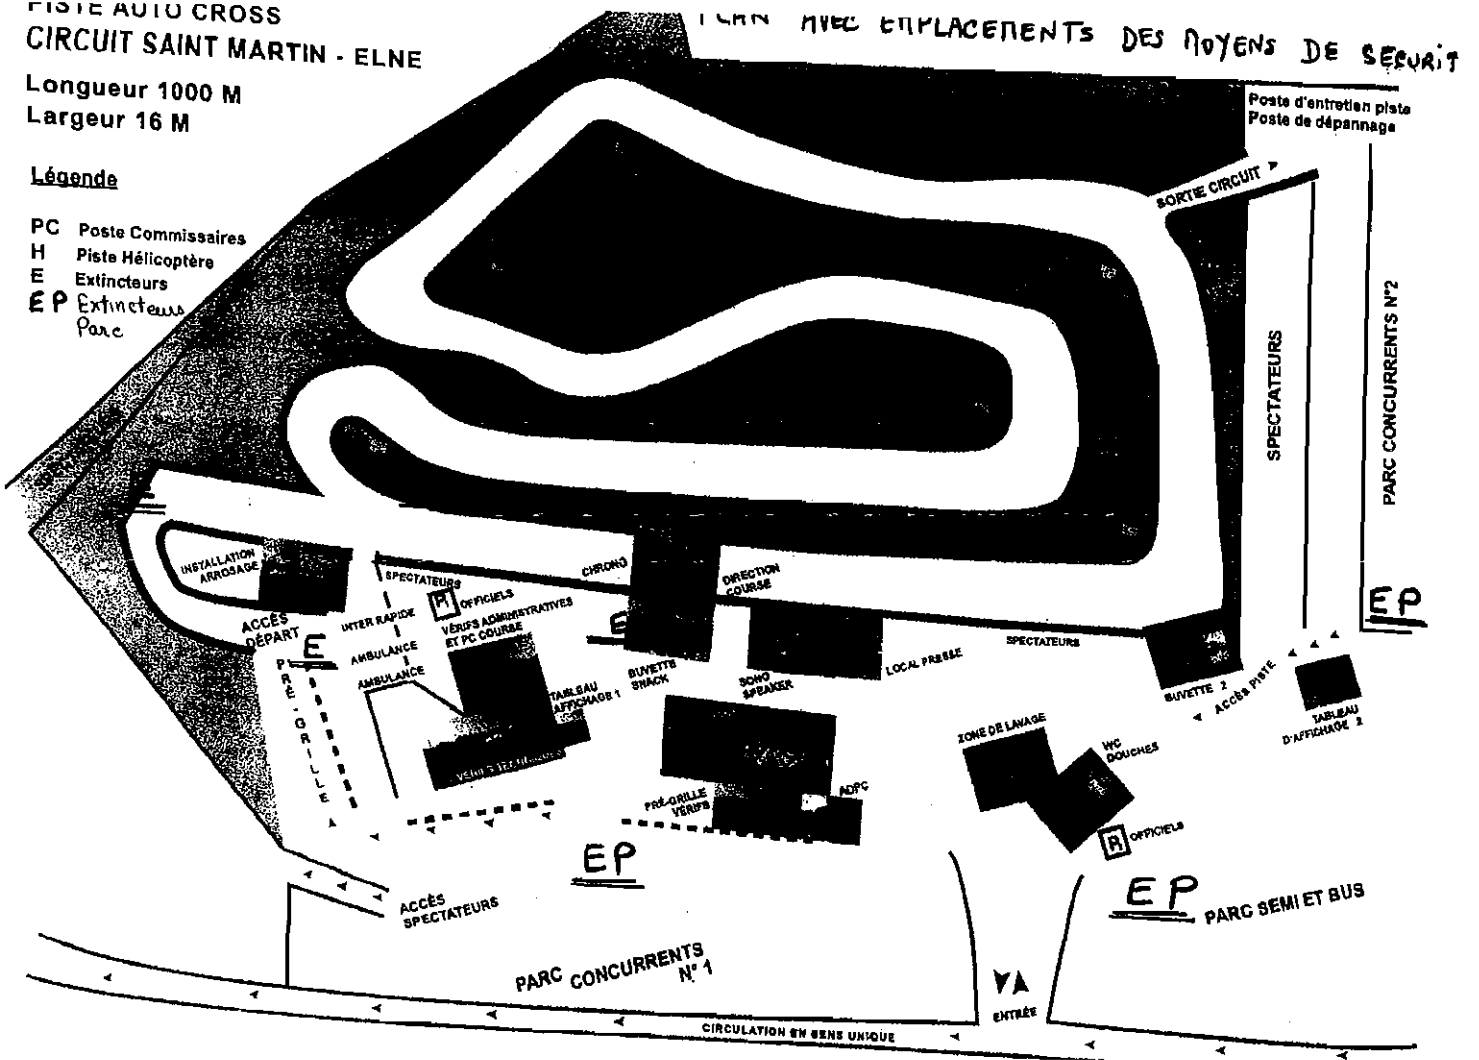 PISTE AUTO CROSS
CIRCUIT SAINT MARTIN - ELNE
Longueur 1000 M
Largeur 16 M
PLAN AVEC EMPLACEMENTS DES MOYENS DE SECURIT
Légende
PC Poste Commissaires
H Piste Hélicoptère
E Extincteurs
EP Extincteurs
Parc
Poste d'entretien piste
Poste de dépannage
SORTIE CIRCUIT
SPECTATEURS
PARC CONCURRENTS N°2
INSTALLATION
ARROSAGE
SPECTATEURS
CHRONO
DIRECTION
COURSE
P OFFICIELS
ACCÈS
DÉPART
E
INTER RAPIDE
AMBULANCE
AMBULANCE
VÉRIFS ADMINISTRATIVES
ET PC COURSE
E
EP
SPECTATEURS
PRÉ-GRILLE
TABLEAU
AFFICHAGE 1
BUVETTE
SNACK
SONO
SPEAKER
LOCAL PRESSE
BUVETTE 2
ACCÈS PISTE
TABLEAU
D'AFFICHAGE 2
VÉRIFS TECHNIQUES
ZONE DE LAVAGE
WC
DOUCHES
PRÉ-GRILLE
VÉRIFS
ADPC
P OFFICIELS
EP
EP
PARC SEMI ET BUS
ACCÈS
SPECTATEURS
PARC CONCURRENTS
N° 1
ENTRÉE
CIRCULATION EN SENS UNIQUE